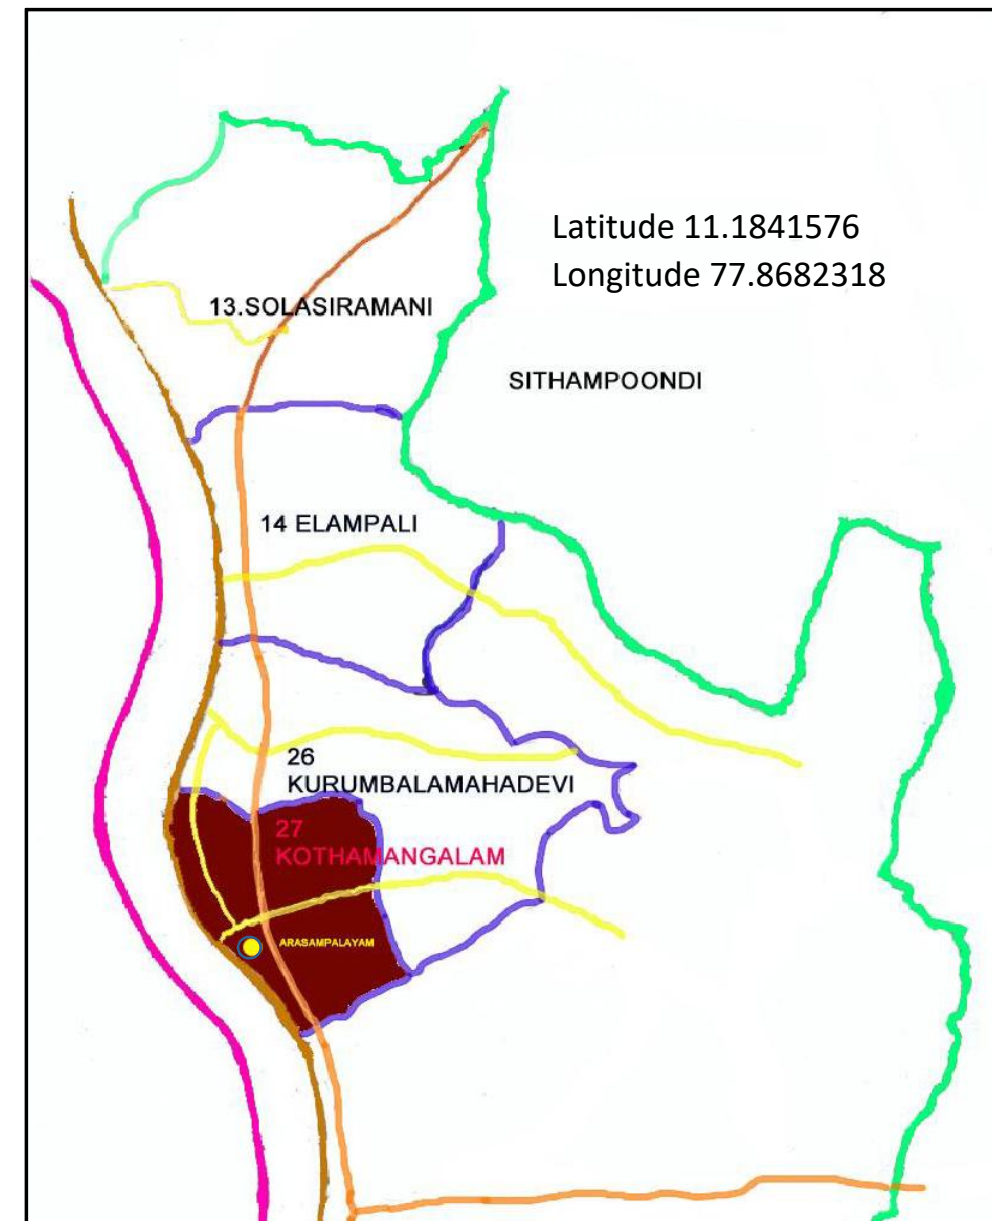 Latitude 11.1841576
Longitude 77.8682318
13.SOLASIRAMANI
SITHAMPOONDI
14 ELAMPALI
26
KURUMBALAMAHADEVI
27
KOTHAMANGALAM
ARASAMPALAYAM